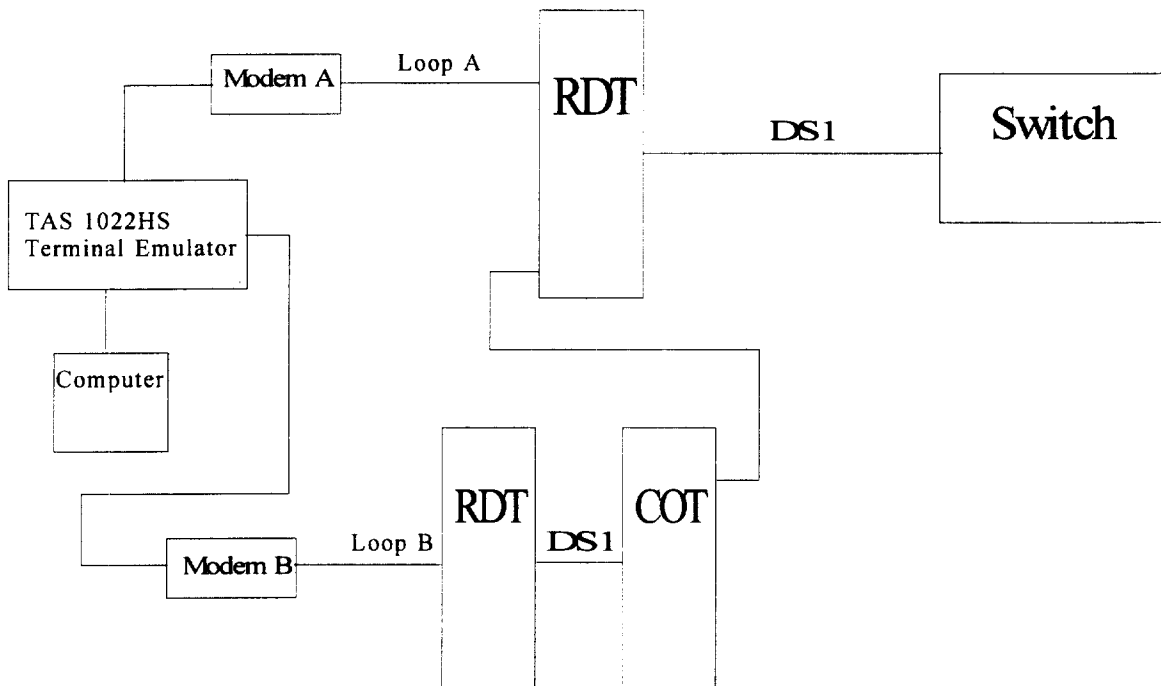 Modem A
Loop A
RDT
DS1
Switch
TAS 1022HS
Terminal Emulator
Computer
RDT
COT
Loop B
DS1
Modem B